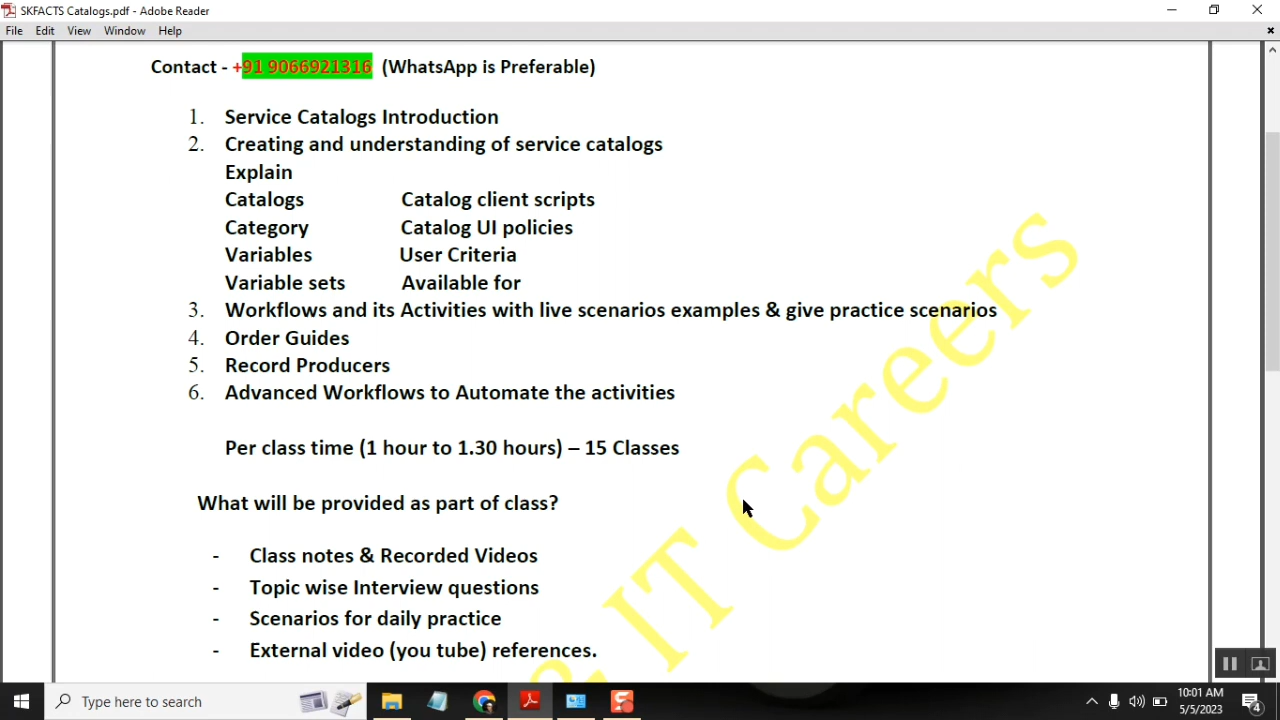 SKFACTS Catalogs.pdf - Adobe Reader
File Edit View Window Help
Contact - +91 9066921316 (WhatsApp is Preferable)
1. Service Catalogs Introduction
2. Creating and understanding of service catalogs
Explain
Catalogs Catalog client scripts
Category Catalog UI policies
Variables User Criteria
Variable sets Available for
3. Workflows and its Activities with live scenarios examples & give practice scenarios
4. Order Guides
5. Record Producers
6. Advanced Workflows to Automate the activities
Per class time (1 hour to 1.30 hours) – 15 Classes
What will be provided as part of class?
- Class notes & Recorded Videos
- Topic wise Interview questions
- Scenarios for daily practice
- External video (you tube) references.
& IT Careers
Type here to search
10:01 AM
5/5/2023
4